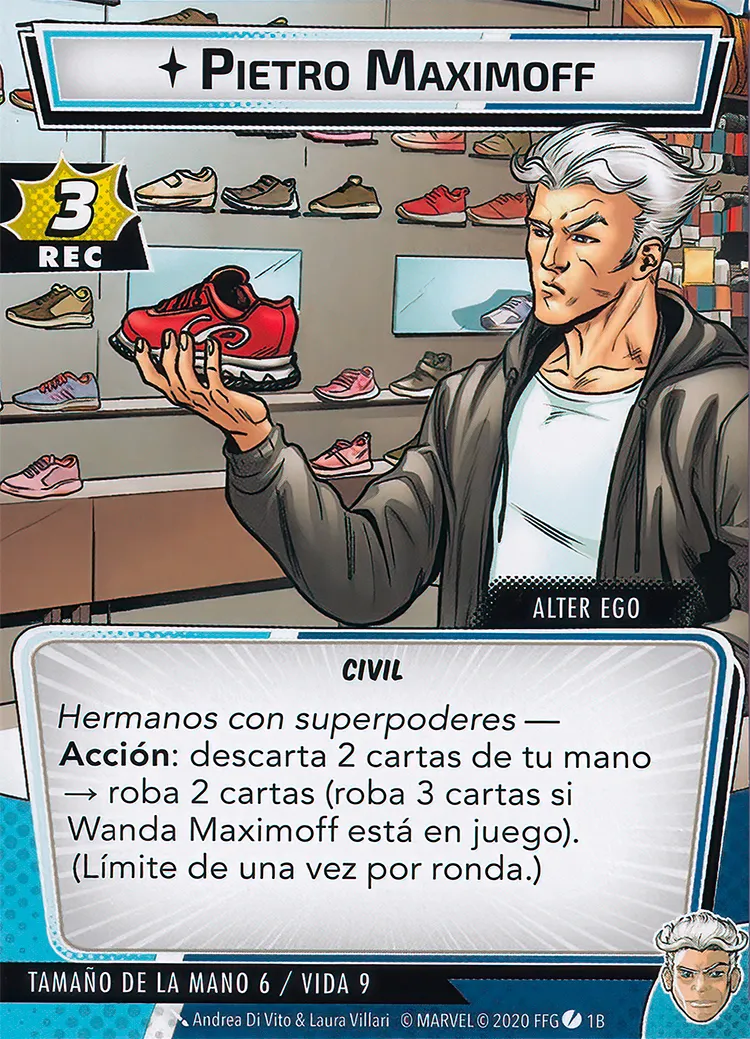 PIETRO MAXIMOFF
3
REC
ALTER EGO
CIVIL
Hermanos con superpoderes —
Acción: descarta 2 cartas de tu mano
→ roba 2 cartas (roba 3 cartas si
Wanda Maximoff está en juego).
(Límite de una vez por ronda.)
TAMAÑO DE LA MANO 6 / VIDA 9
Andrea Di Vito & Laura Villari © MARVEL © 2020 FFG 1B